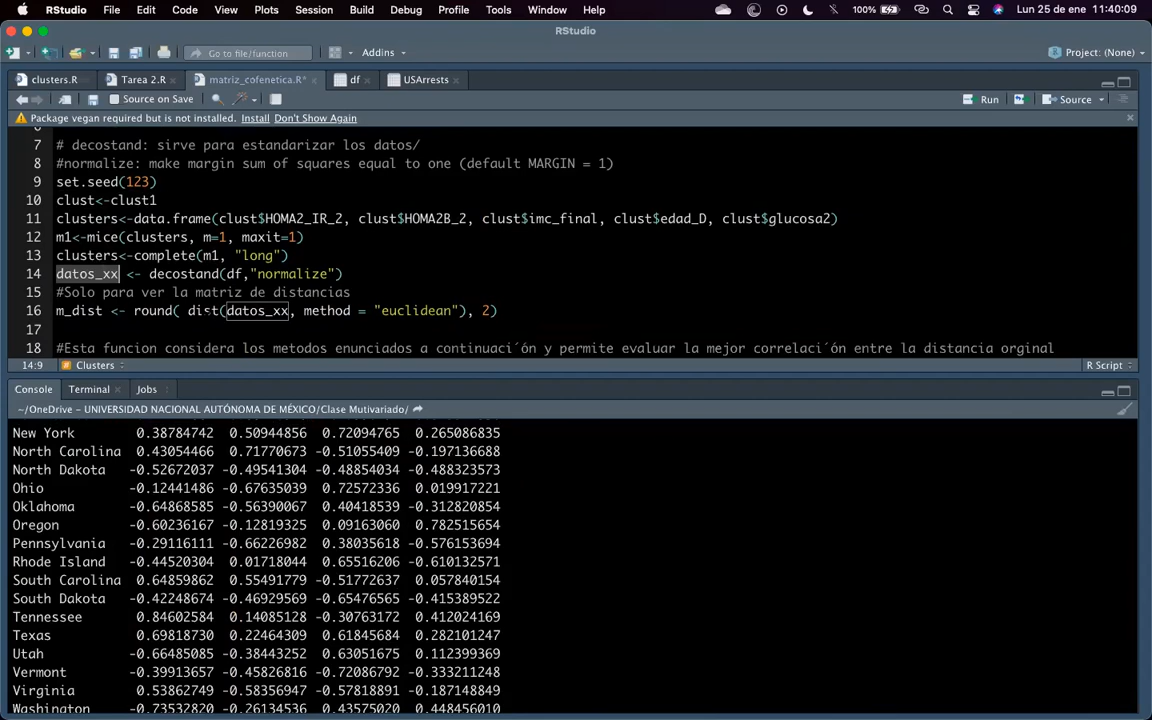 RStudio File Edit Code View Plots Session Build Debug Profile Tools Window Help 100% Lun 25 de ene 11:40:09
RStudio
Go to file/function Addins Project: (None)
clusters.R Tarea 2.R matriz_cofenetica.R* df USArrests
Source on Save Run Source
Package vegan required but is not installed. Install Don't Show Again
7 # decostand: sirve para estandarizar los datos/
8 #normalize: make margin sum of squares equal to one (default MARGIN = 1)
9 set.seed(123)
10 clust<-clust1
11 clusters<-data.frame(clust$HOMA2_IR_2, clust$HOMA2B_2, clust$imc_final, clust$edad_D, clust$glucosa2)
12 m1<-mice(clusters, m=1, maxit=1)
13 clusters<-complete(m1, "long")
14 datos_xx <- decostand(df,"normalize")
15 #Solo para ver la matriz de distancias
16 m_dist <- round( dist(datos_xx, method = "euclidean"), 2)
17
18 #Esta funcion considera los metodos enunciados a continuaci´ón y permite evaluar la mejor correlaci´ón entre la distancia orginal
14:9 Clusters R Script
Console Terminal Jobs
~/OneDrive – UNIVERSIDAD NACIONAL AUTÓNOMA DE MÉXICO/Clase Mutivariado/
New York 0.38784742 0.50944856 0.72094765 0.265086835
North Carolina 0.43054466 0.71770673 -0.51055409 -0.197136688
North Dakota -0.52672037 -0.49541304 -0.48854034 -0.488323573
Ohio -0.12441486 -0.67635039 0.72572336 0.019917221
Oklahoma -0.64868585 -0.56390067 0.40418539 -0.312820854
Oregon -0.60236167 -0.12819325 0.09163060 0.782515654
Pennsylvania -0.29116111 -0.66226982 0.38035618 -0.576153694
Rhode Island -0.44520304 0.01718044 0.65516206 -0.610132571
South Carolina 0.64859862 0.55491779 -0.51772637 0.057840154
South Dakota -0.42248674 -0.46929569 -0.65476565 -0.415389522
Tennessee 0.84602584 0.14085128 -0.30763172 0.412024169
Texas 0.69818730 0.22464309 0.61845684 0.282101247
Utah -0.66485085 -0.38443252 0.63051675 0.112399369
Vermont -0.39913657 -0.45826816 -0.72086792 -0.333211248
Virginia 0.53862749 -0.58356947 -0.57818891 -0.187148849
Washington -0.73532820 -0.26134536 0.43575020 0.448456010